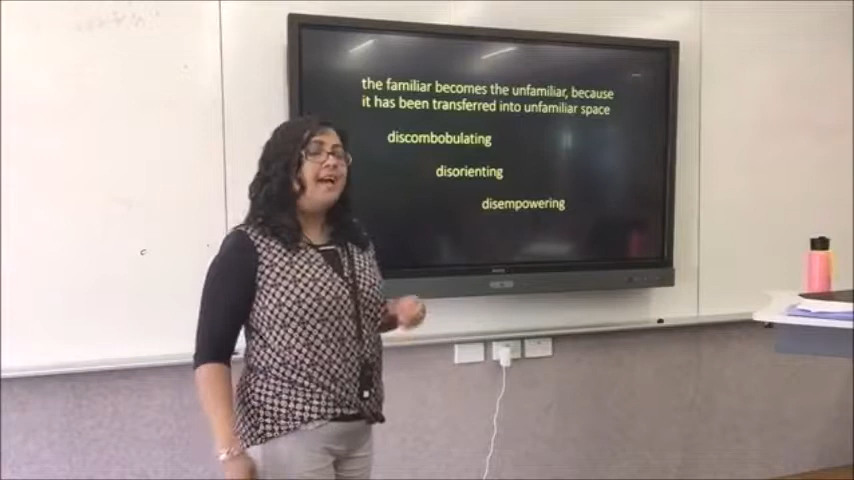 the familiar becomes the unfamiliar, because
it has been transferred into unfamiliar space
discombobulating
disorienting
disempowering